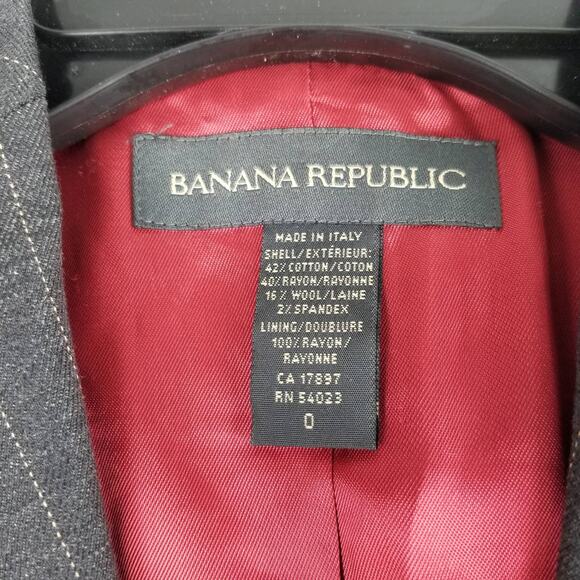 BANANA REPUBLIC
MADE IN ITALY
SHELL/EXTÉRIEUR:
42% COTTON/COTON
40% RAYON/RAYONNE
16% WOOL/LAINE
2% SPANDEX
LINING/DOUBLURE
100% RAYON/
RAYONNE
CA 17897
RN 54023
0